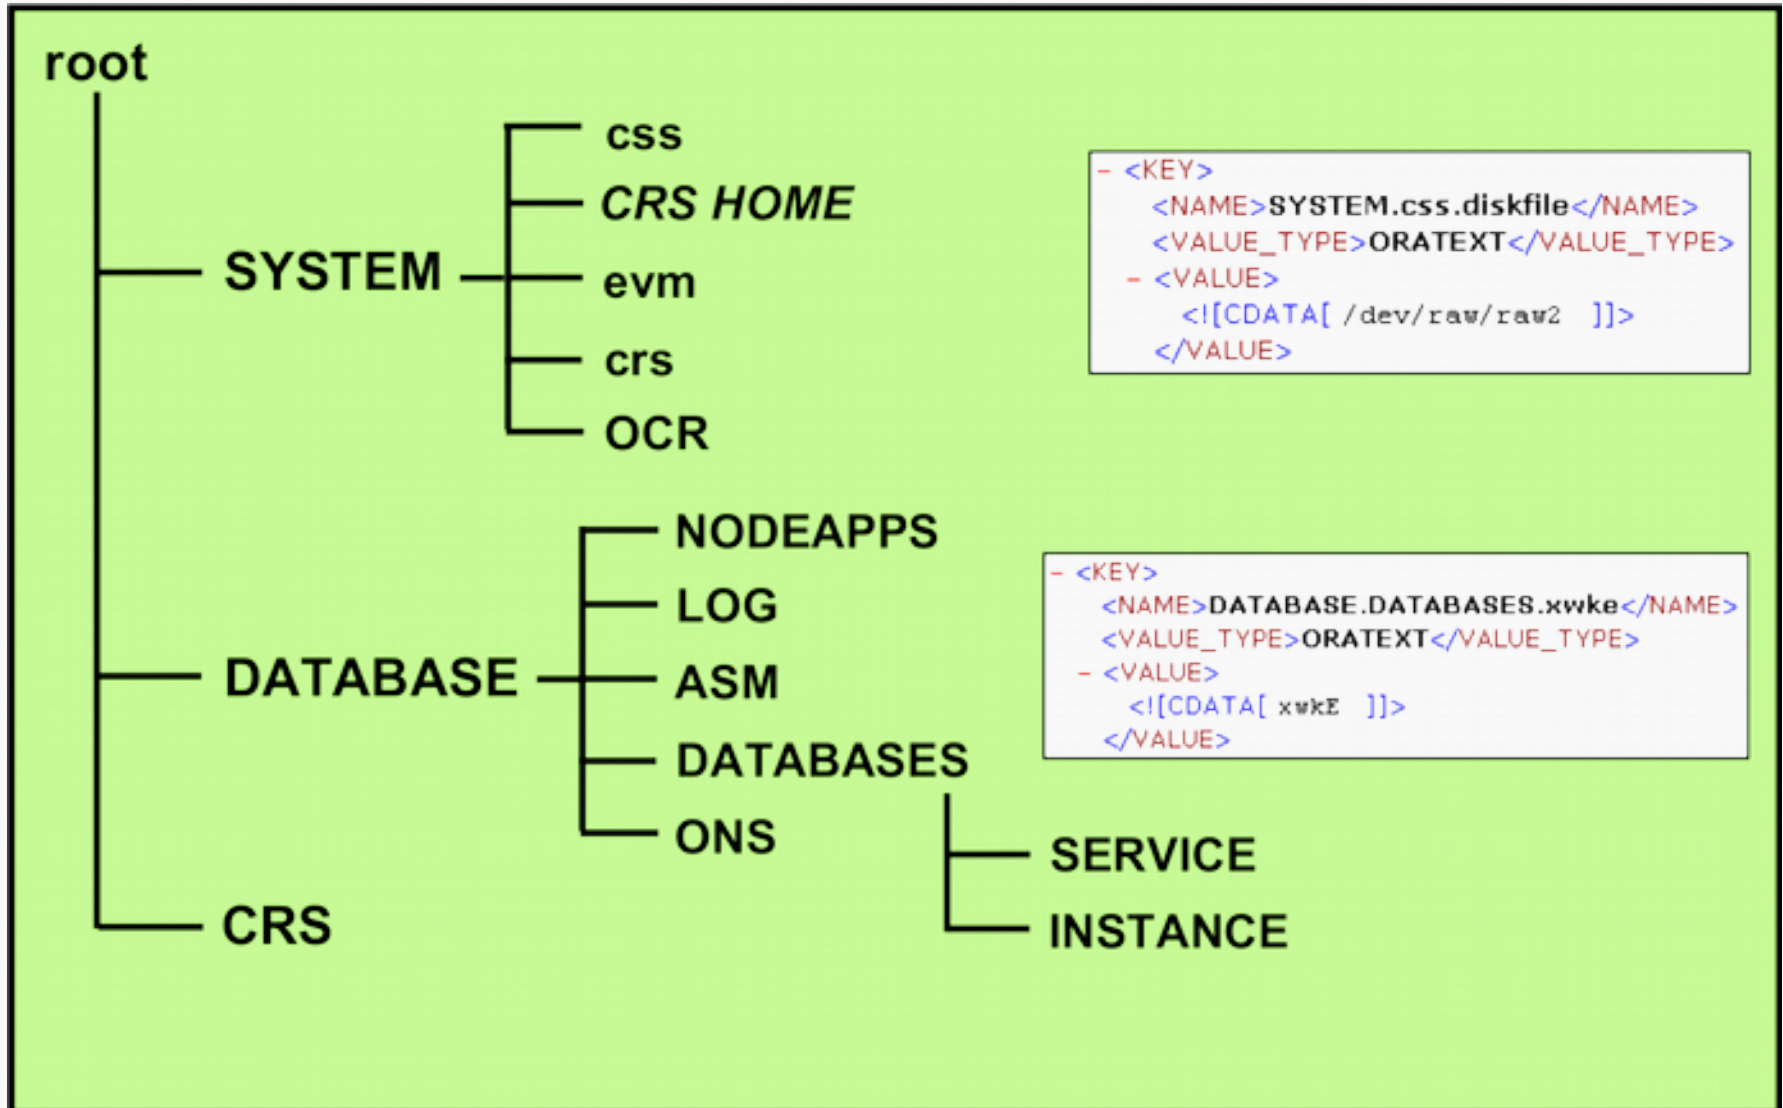 root
css
CRS HOME
SYSTEM
evm
crs
OCR
- <KEY>
<NAME>SYSTEM.css.diskfile</NAME>
<VALUE_TYPE>ORATEXT</VALUE_TYPE>
- <VALUE>
<![CDATA[ /dev/raw/raw2 ]]>
</VALUE>
NODEAPPS
LOG
DATABASE
ASM
DATABASES
ONS
- <KEY>
<NAME>DATABASE.DATABASES.xwke</NAME>
<VALUE_TYPE>ORATEXT</VALUE_TYPE>
- <VALUE>
<![CDATA[ xwkE ]]>
</VALUE>
SERVICE
INSTANCE
CRS